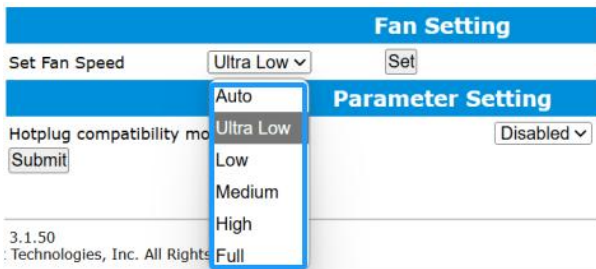 Fan Setting
Set Fan Speed Ultra Low Set
Auto
Parameter Setting
Ultra Low
Hotplug compatibility mo Disabled
Submit
Low
Medium
High
3.1.50
Technologies, Inc. All Rights
Full